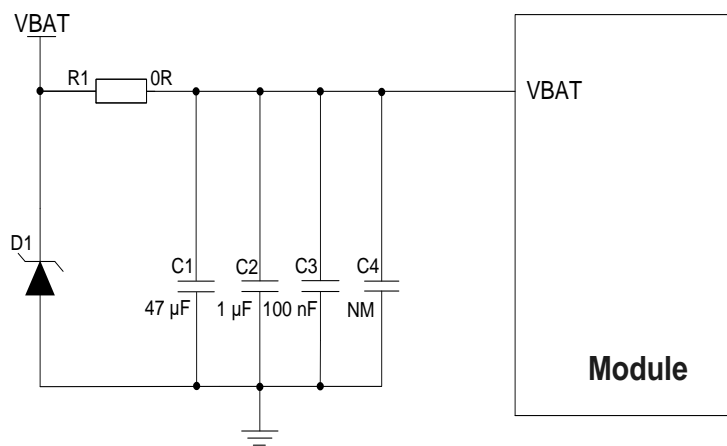 VBAT
R1 0R
VBAT
D1
C1 C2 C3 C4
47 µF 1 µF 100 nF NM
Module